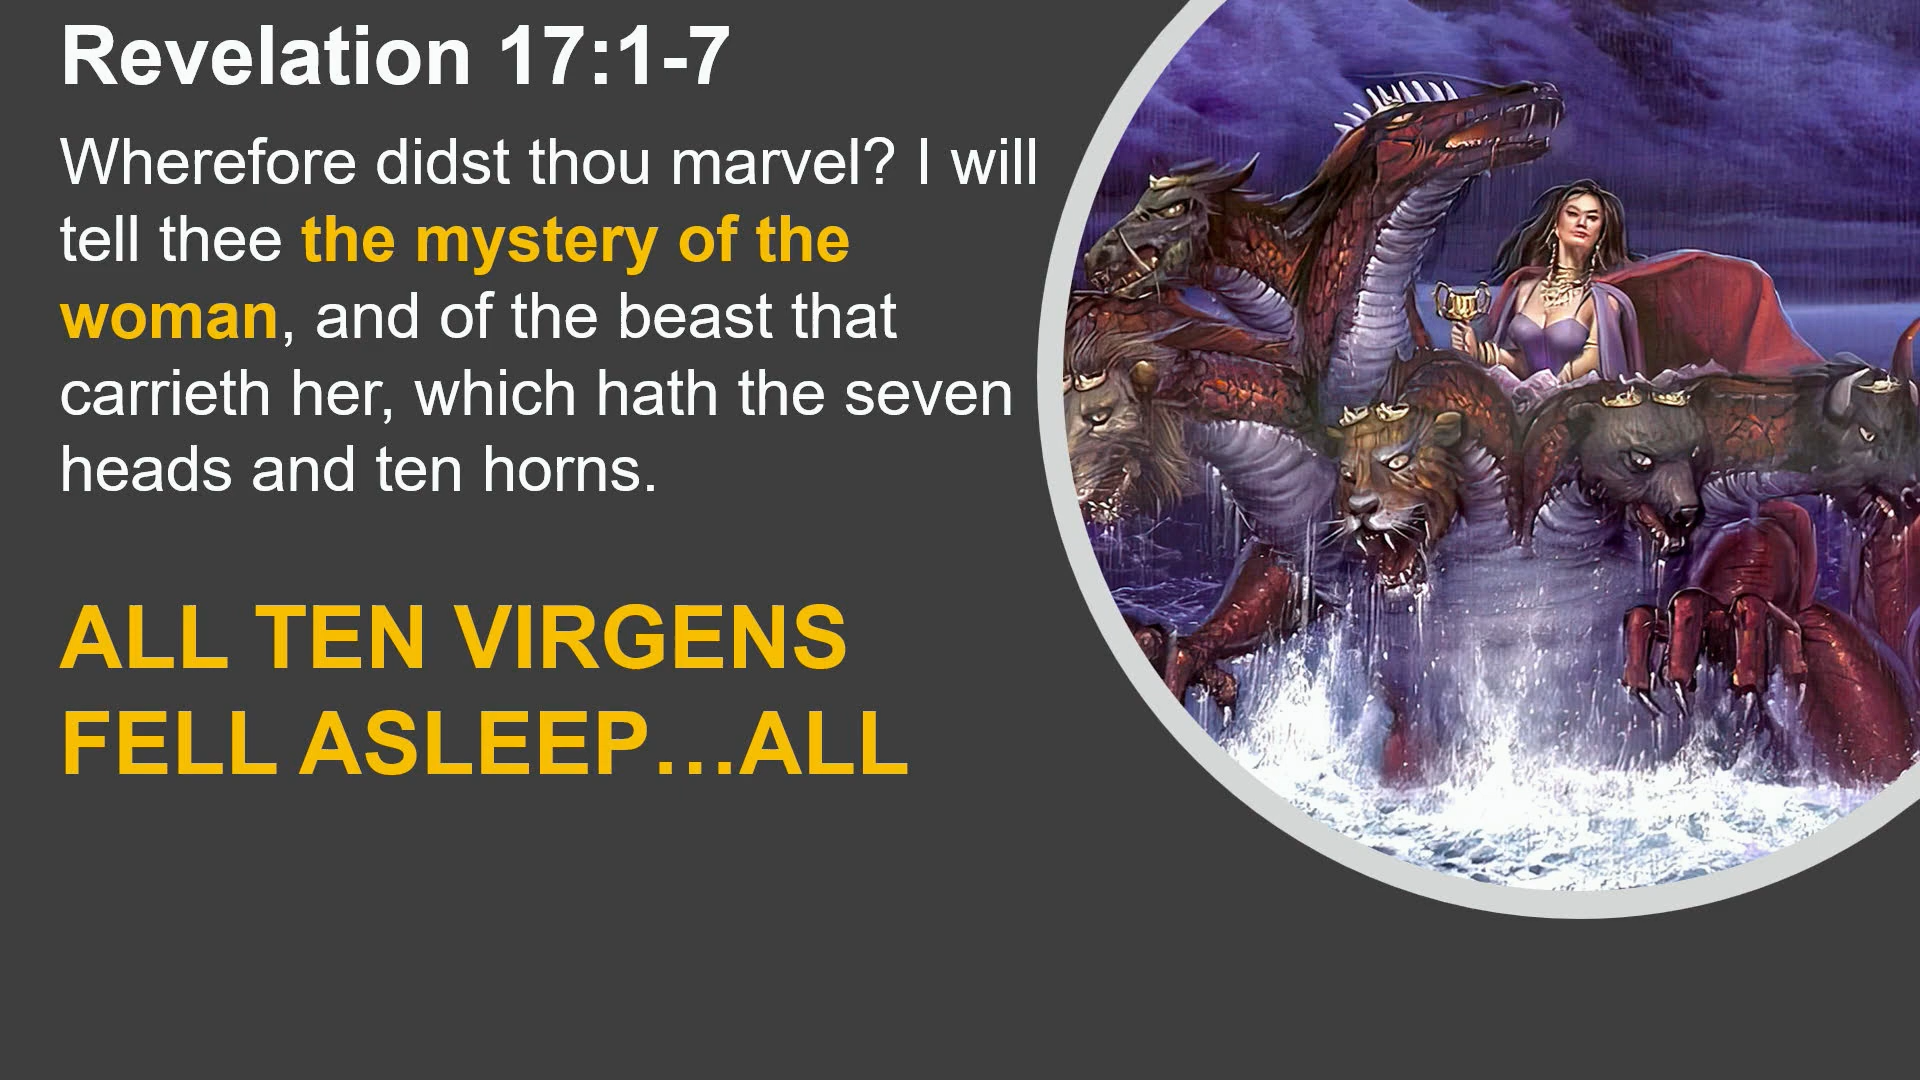 Revelation 17:1-7
Wherefore didst thou marvel? I will
tell thee the mystery of the
woman, and of the beast that
carrieth her, which hath the seven
heads and ten horns.
ALL TEN VIRGENS
FELL ASLEEP…ALL